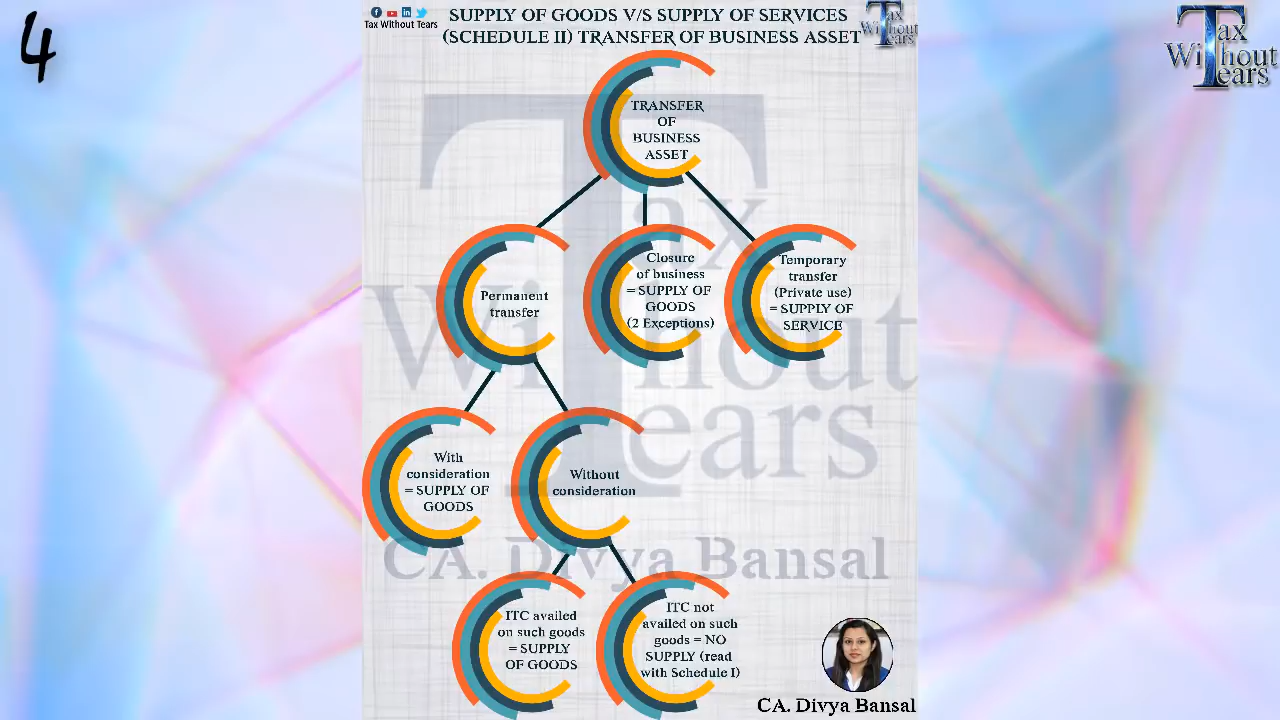 4
Tax Without Tears
SUPPLY OF GOODS V/S SUPPLY OF SERVICES
(SCHEDULE II) TRANSFER OF BUSINESS ASSET
Tax
Without
Tears
Tax
Without
Tears
TRANSFER
OF
BUSINESS
ASSET
Permanent
transfer
Closure
of business
= SUPPLY OF
GOODS
(2 Exceptions)
Temporary
transfer
(Private use)
= SUPPLY OF
SERVICE
With
consideration
= SUPPLY OF
GOODS
Without
consideration
ITC availed
on such goods
= SUPPLY
OF GOODS
ITC not
availed on such
goods = NO
SUPPLY (read
with Schedule I)
Tax
Without
Tears
CA. Divya Bansal
CA. Divya Bansal